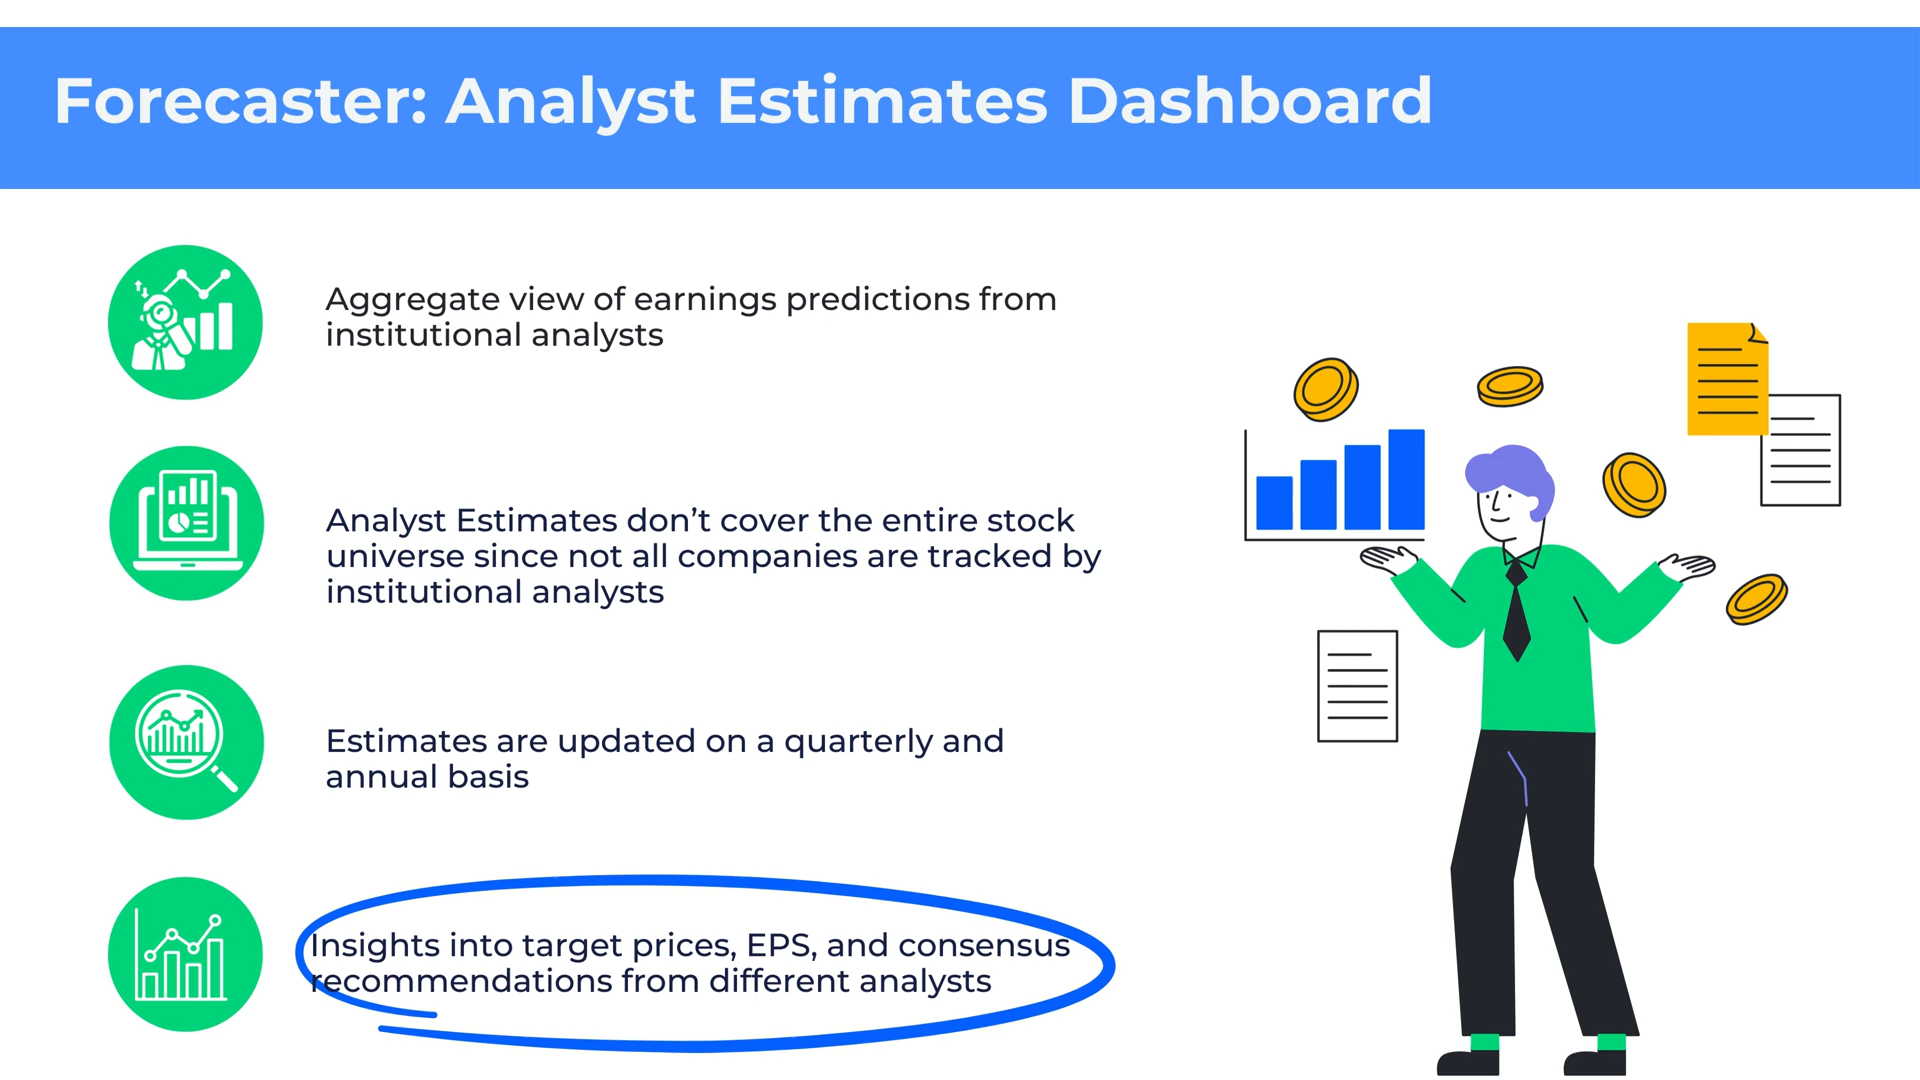 Forecaster: Analyst Estimates Dashboard
Aggregate view of earnings predictions from
institutional analysts
Analyst Estimates don’t cover the entire stock
universe since not all companies are tracked by
institutional analysts
Estimates are updated on a quarterly and
annual basis
Insights into target prices, EPS, and consensus
recommendations from different analysts